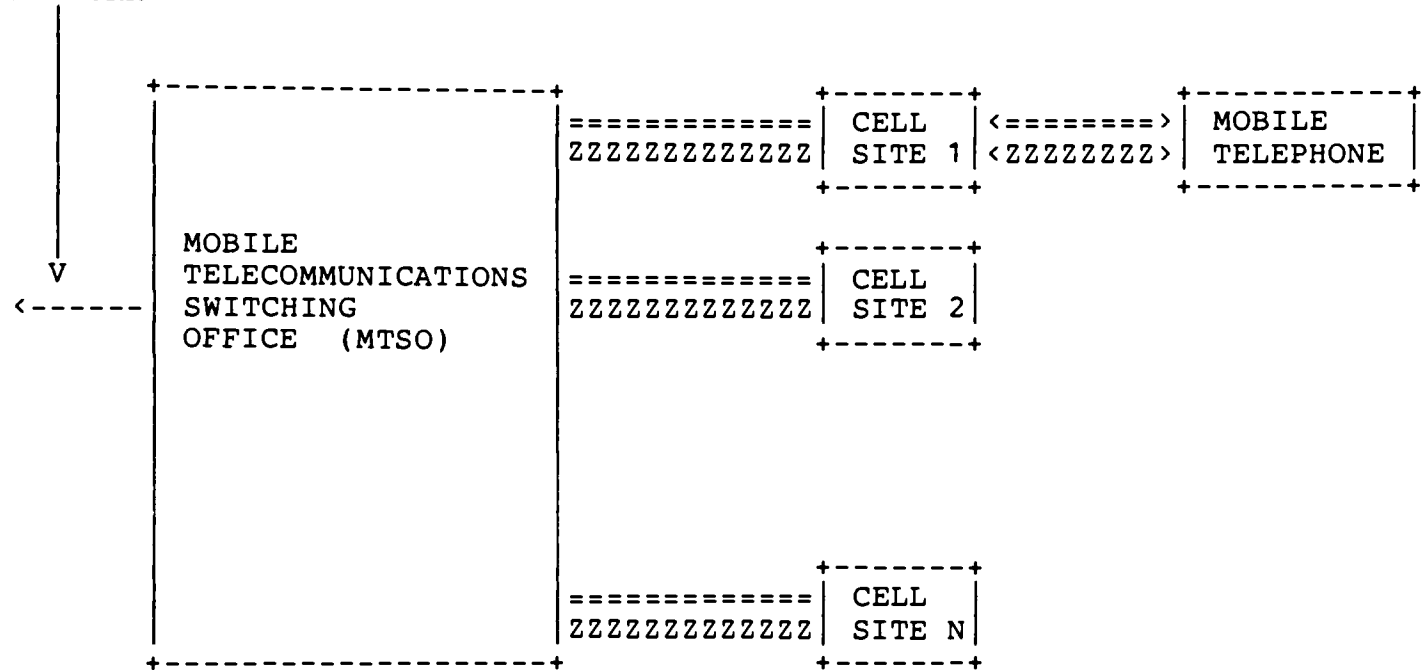 CELL
SITE 1
MOBILE
TELEPHONE
MOBILE
TELECOMMUNICATIONS
SWITCHING
OFFICE (MTSO)
CELL
SITE 2
CELL
SITE N